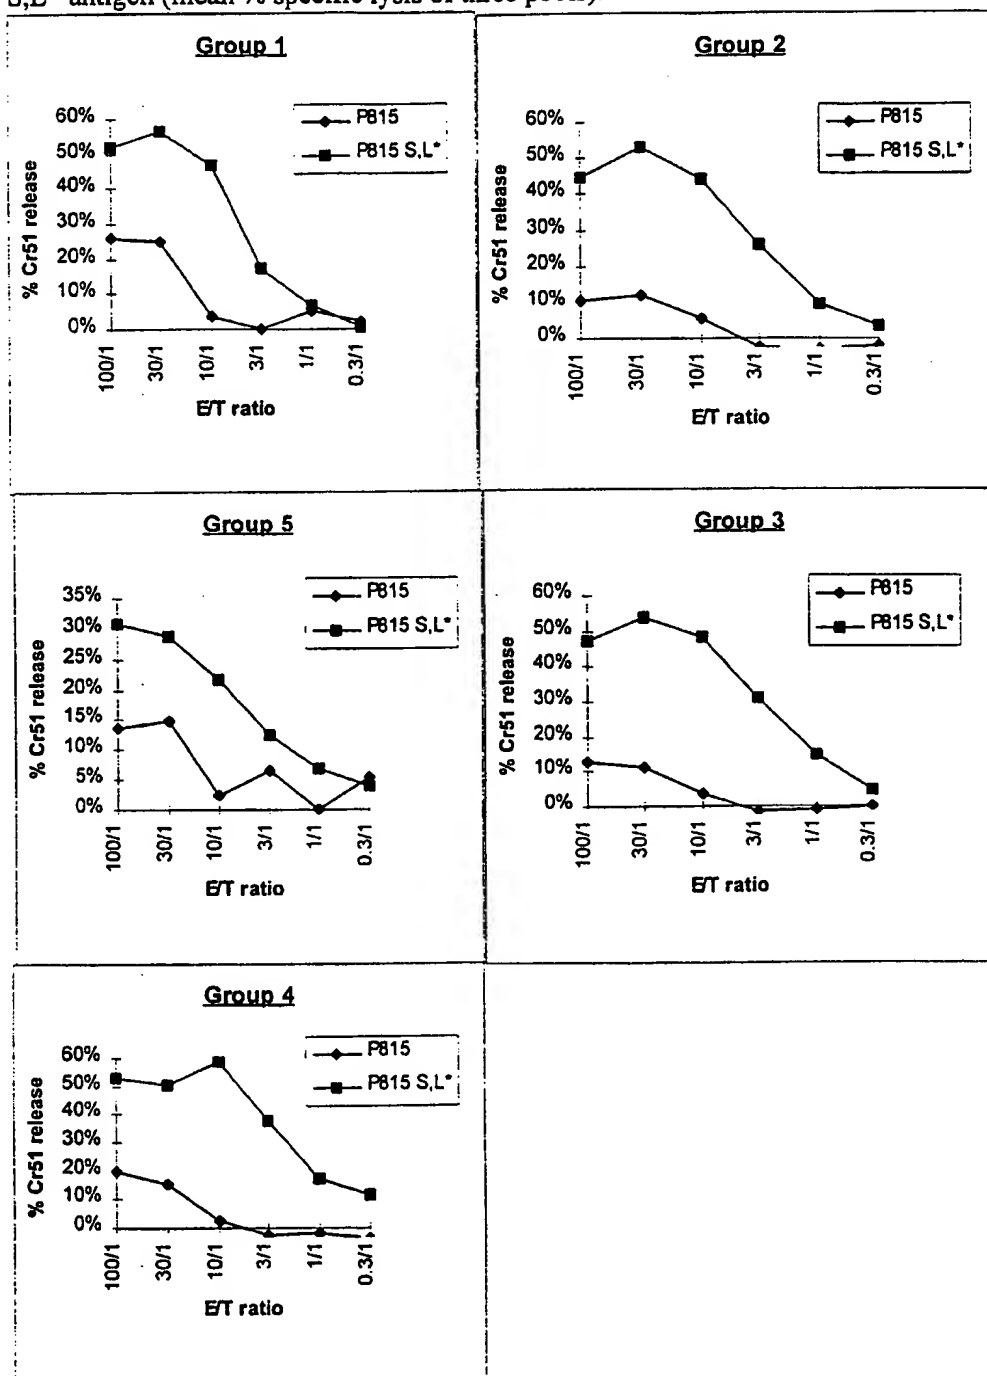 S,L* antigen (mean % specific lysis of three pools)
Group 1
P815
P815 S,L*
% Cr51 release
60%
50%
40%
30%
20%
10%
0%
100/1
30/1
10/1
3/1
1/1
0.3/1
E/T ratio
Group 2
P815
P815 S,L*
% Cr51 release
60%
50%
40%
30%
20%
10%
0%
100/1
30/1
10/1
3/1
1/1
0.3/1
E/T ratio
Group 5
P815
P815 S,L*
% Cr51 release
35%
30%
25%
20%
15%
10%
5%
0%
100/1
30/1
10/1
3/1
1/1
0.3/1
E/T ratio
Group 3
P815
P815 S,L*
% Cr51 release
60%
50%
40%
30%
20%
10%
0%
100/1
30/1
10/1
3/1
1/1
0.3/1
E/T ratio
Group 4
P815
P815 S,L*
% Cr51 release
60%
50%
40%
30%
20%
10%
0%
100/1
30/1
10/1
3/1
1/1
0.3/1
E/T ratio